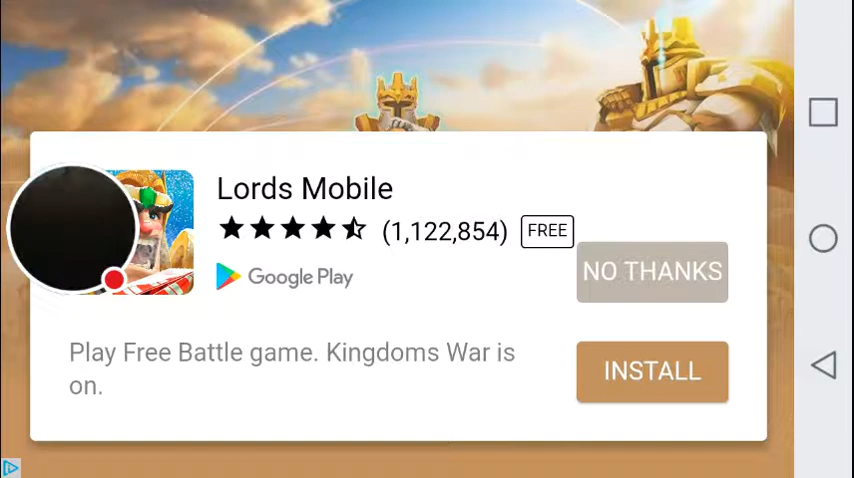 Lords Mobile
(1,122,854) FREE
Google Play
NO THANKS
Play Free Battle game. Kingdoms War is
on.
INSTALL